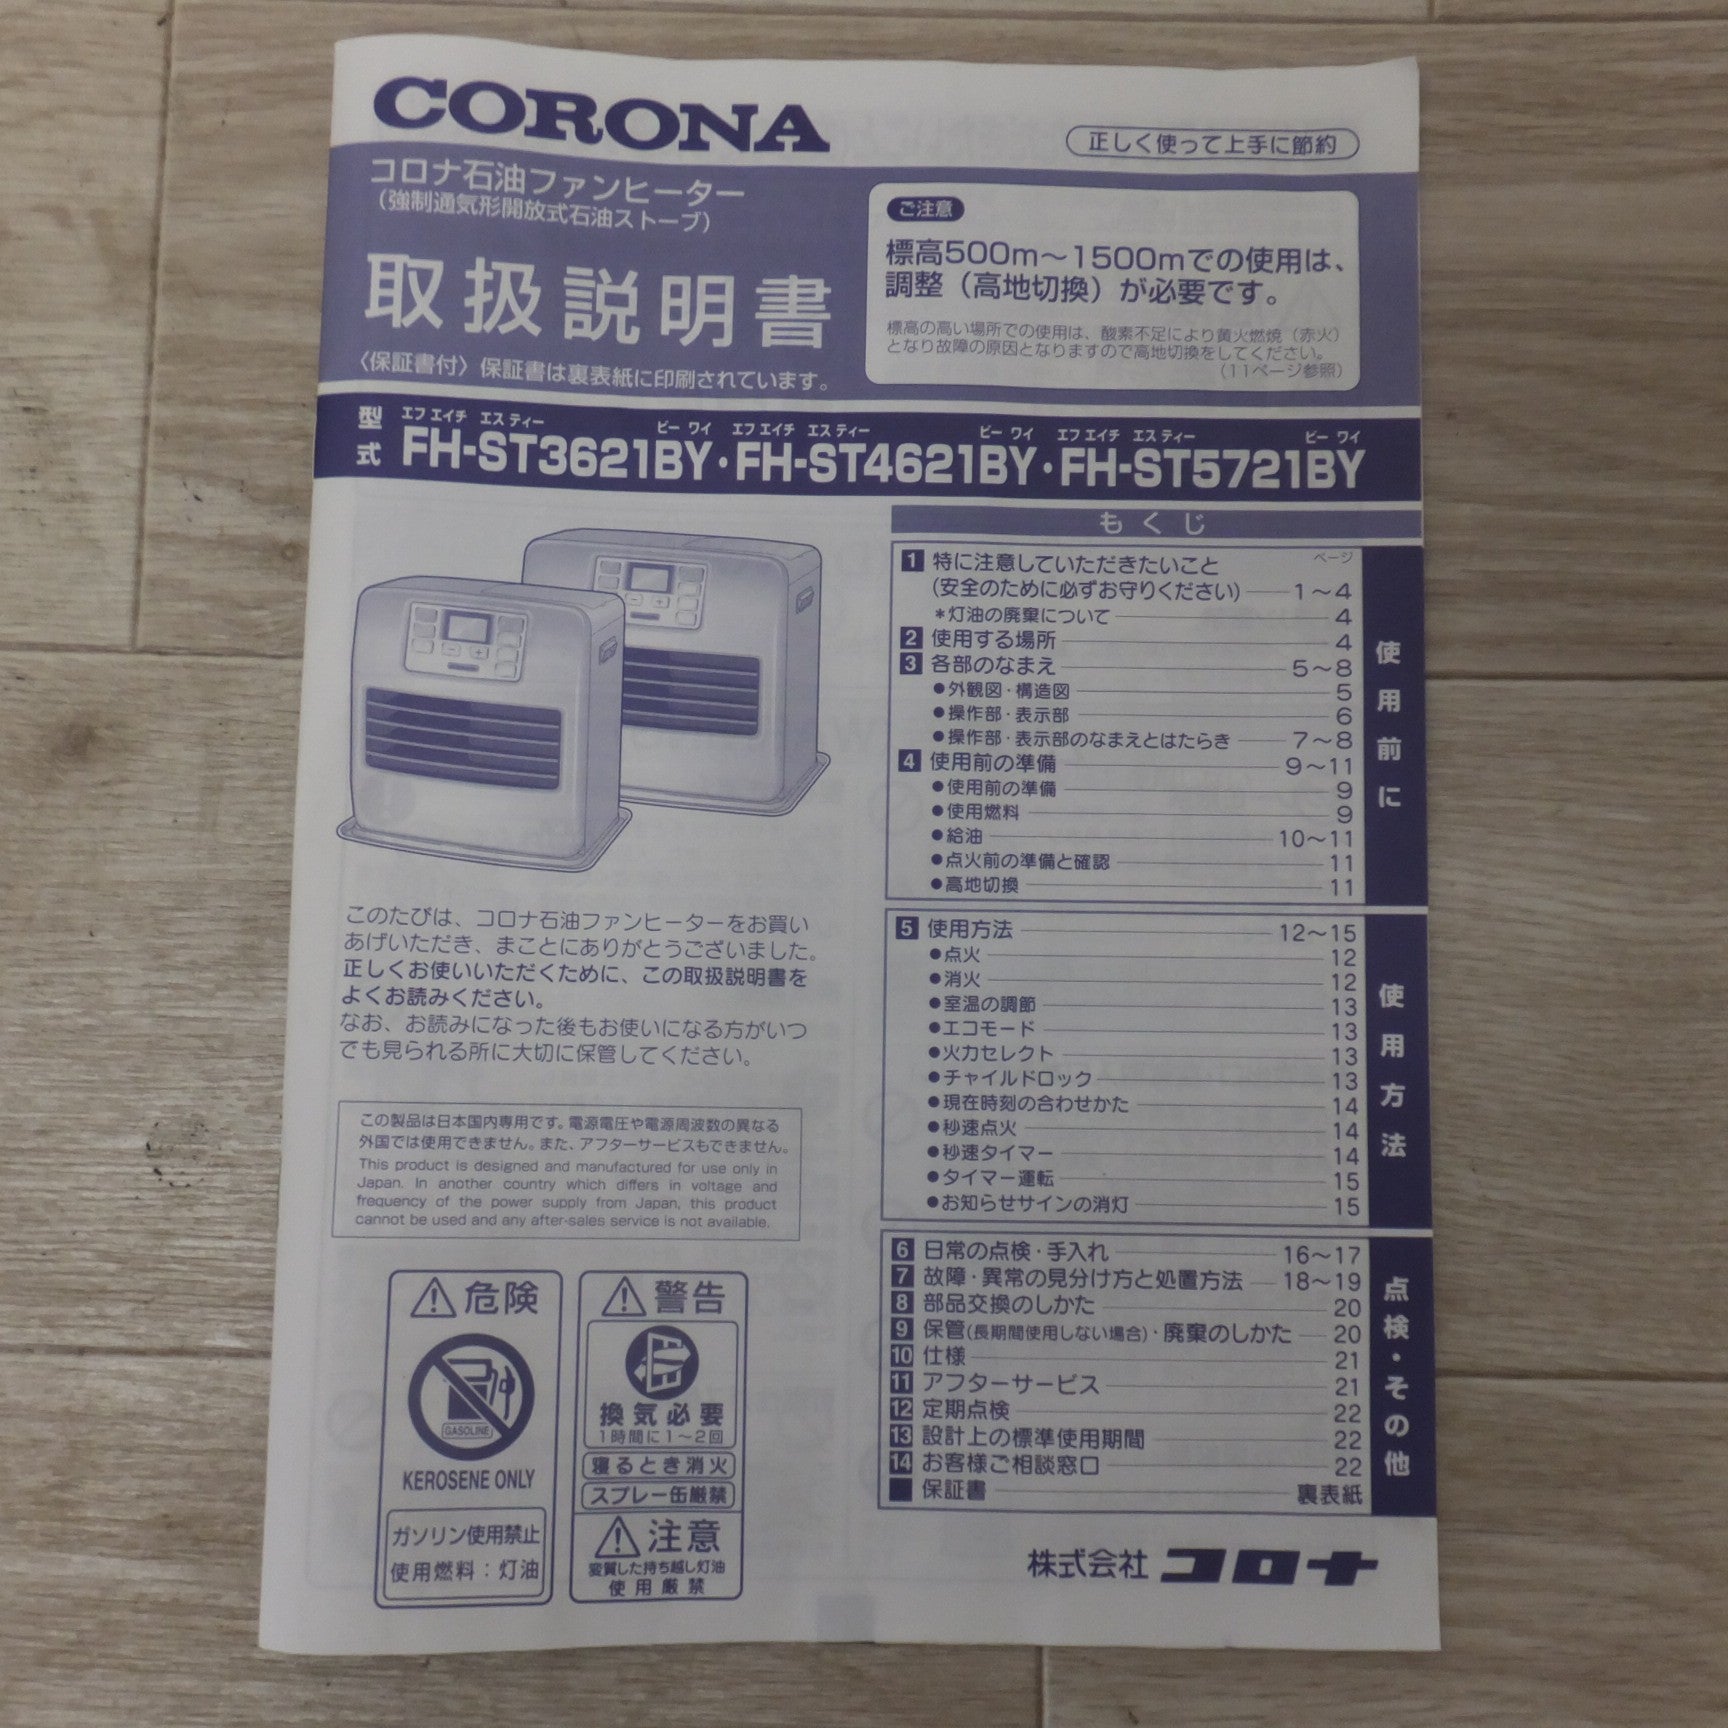 CORONA
正しく使って上手に節約
コロナ石油ファンヒーター
（強制通気形開放式石油ストーブ）
取扱説明書
〈保証書付〉保証書は裏表紙に印刷されています。
ご注意
標高500m～1500mでの使用は、
調整（高地切換）が必要です。
標高の高い場所での使用は、酸素不足により黄火燃焼（赤火）
となり故障の原因となりますので高地切換をしてください。
（11ページ参照）
型式
エフ エイチ エス ティー ビー ワイ エフ エイチ エス ティー ビー ワイ エフ エイチ エス ティー ビー ワイ
FH-ST3621BY・FH-ST4621BY・FH-ST5721BY
このたびは、コロナ石油ファンヒーターをお買い
あげいただき、まことにありがとうございました。
正しくお使いいただくために、この取扱説明書を
よくお読みください。
なお、お読みになった後もお使いになる方がいつ
でも見られる所に大切に保管してください。
この製品は日本国内専用です。電源電圧や電源周波数の異なる
外国では使用できません。また、アフターサービスもできません。
This product is designed and manufactured for use only in
Japan. In another country which differs in voltage and
frequency of the power supply from Japan, this product
cannot be used and any after-sales service is not available.
危険
GASOLINE
KEROSENE ONLY
ガソリン使用禁止
使用燃料：灯油
警告
換気必要
1時間に1～2回
寝るとき消火
スプレー缶厳禁
注意
変質した持ち越し灯油
使用厳禁
もくじ
ページ
1 特に注意していただきたいこと
(安全のために必ずお守りください) 1～4
＊灯油の廃棄について 4
2 使用する場所 4
3 各部のなまえ 5～8
●外観図・構造図 5
●操作部・表示部 6
●操作部・表示部のなまえとはたらき 7～8
4 使用前の準備 9～11
●使用前の準備 9
●使用燃料 9
●給油 10～11
●点火前の準備と確認 11
●高地切換 11
使用前に
5 使用方法 12～15
●点火 12
●消火 12
●室温の調節 13
●エコモード 13
●火力セレクト 13
●チャイルドロック 13
●現在時刻の合わせかた 14
●秒速点火 14
●秒速タイマー 14
●タイマー運転 15
●お知らせサインの消灯 15
使用方法
6 日常の点検・手入れ 16～17
7 故障・異常の見分け方と処置方法 18～19
8 部品交換のしかた 20
9 保管(長期間使用しない場合)・廃棄のしかた 20
10 仕様 21
11 アフターサービス 21
12 定期点検 22
13 設計上の標準使用期間 22
14 お客様ご相談窓口 22
■ 保証書 裏表紙
点検・その他
株式会社 コロナ